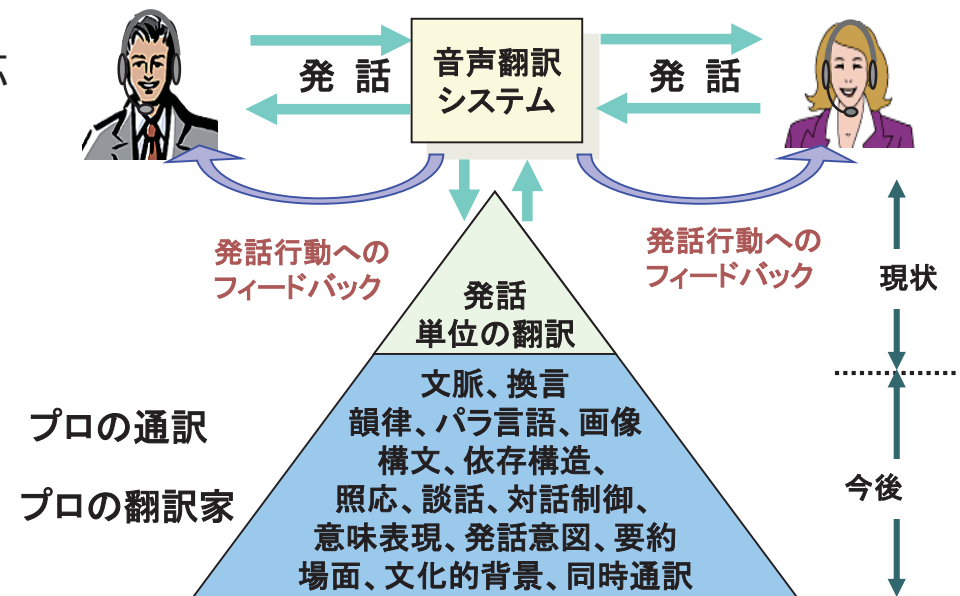 発 話
音声翻訳
システム
発 話
発話行動への
フィードバック
発話行動への
フィードバック
現状
発話
単位の翻訳
文脈、換言
韻律、パラ言語、画像
構文、依存構造、
照応、談話、対話制御、
意味表現、発話意図、要約
場面、文化的背景、同時通訳
プロの通訳
プロの翻訳家
今後